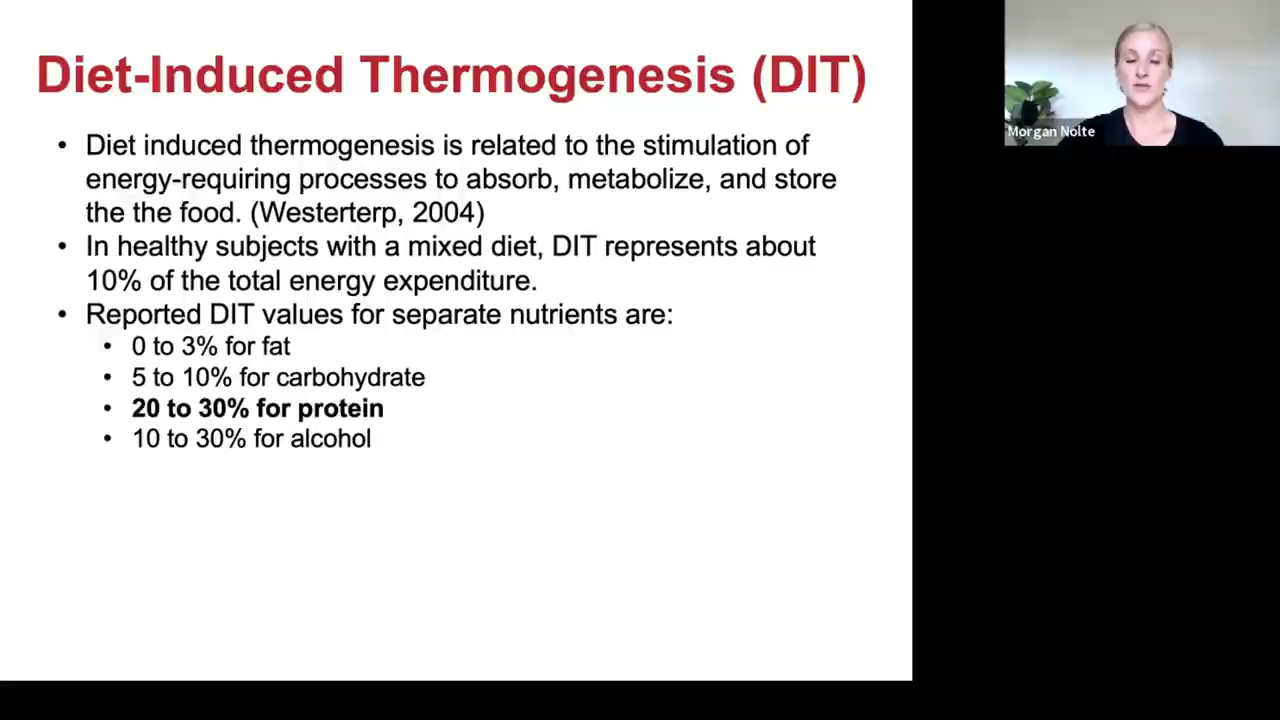 Diet-Induced Thermogenesis (DIT)
• Diet induced thermogenesis is related to the stimulation of
energy-requiring processes to absorb, metabolize, and store
the the food. (Westerterp, 2004)
• In healthy subjects with a mixed diet, DIT represents about
10% of the total energy expenditure.
• Reported DIT values for separate nutrients are:
• 0 to 3% for fat
• 5 to 10% for carbohydrate
• 20 to 30% for protein
• 10 to 30% for alcohol
Morgan Nolte